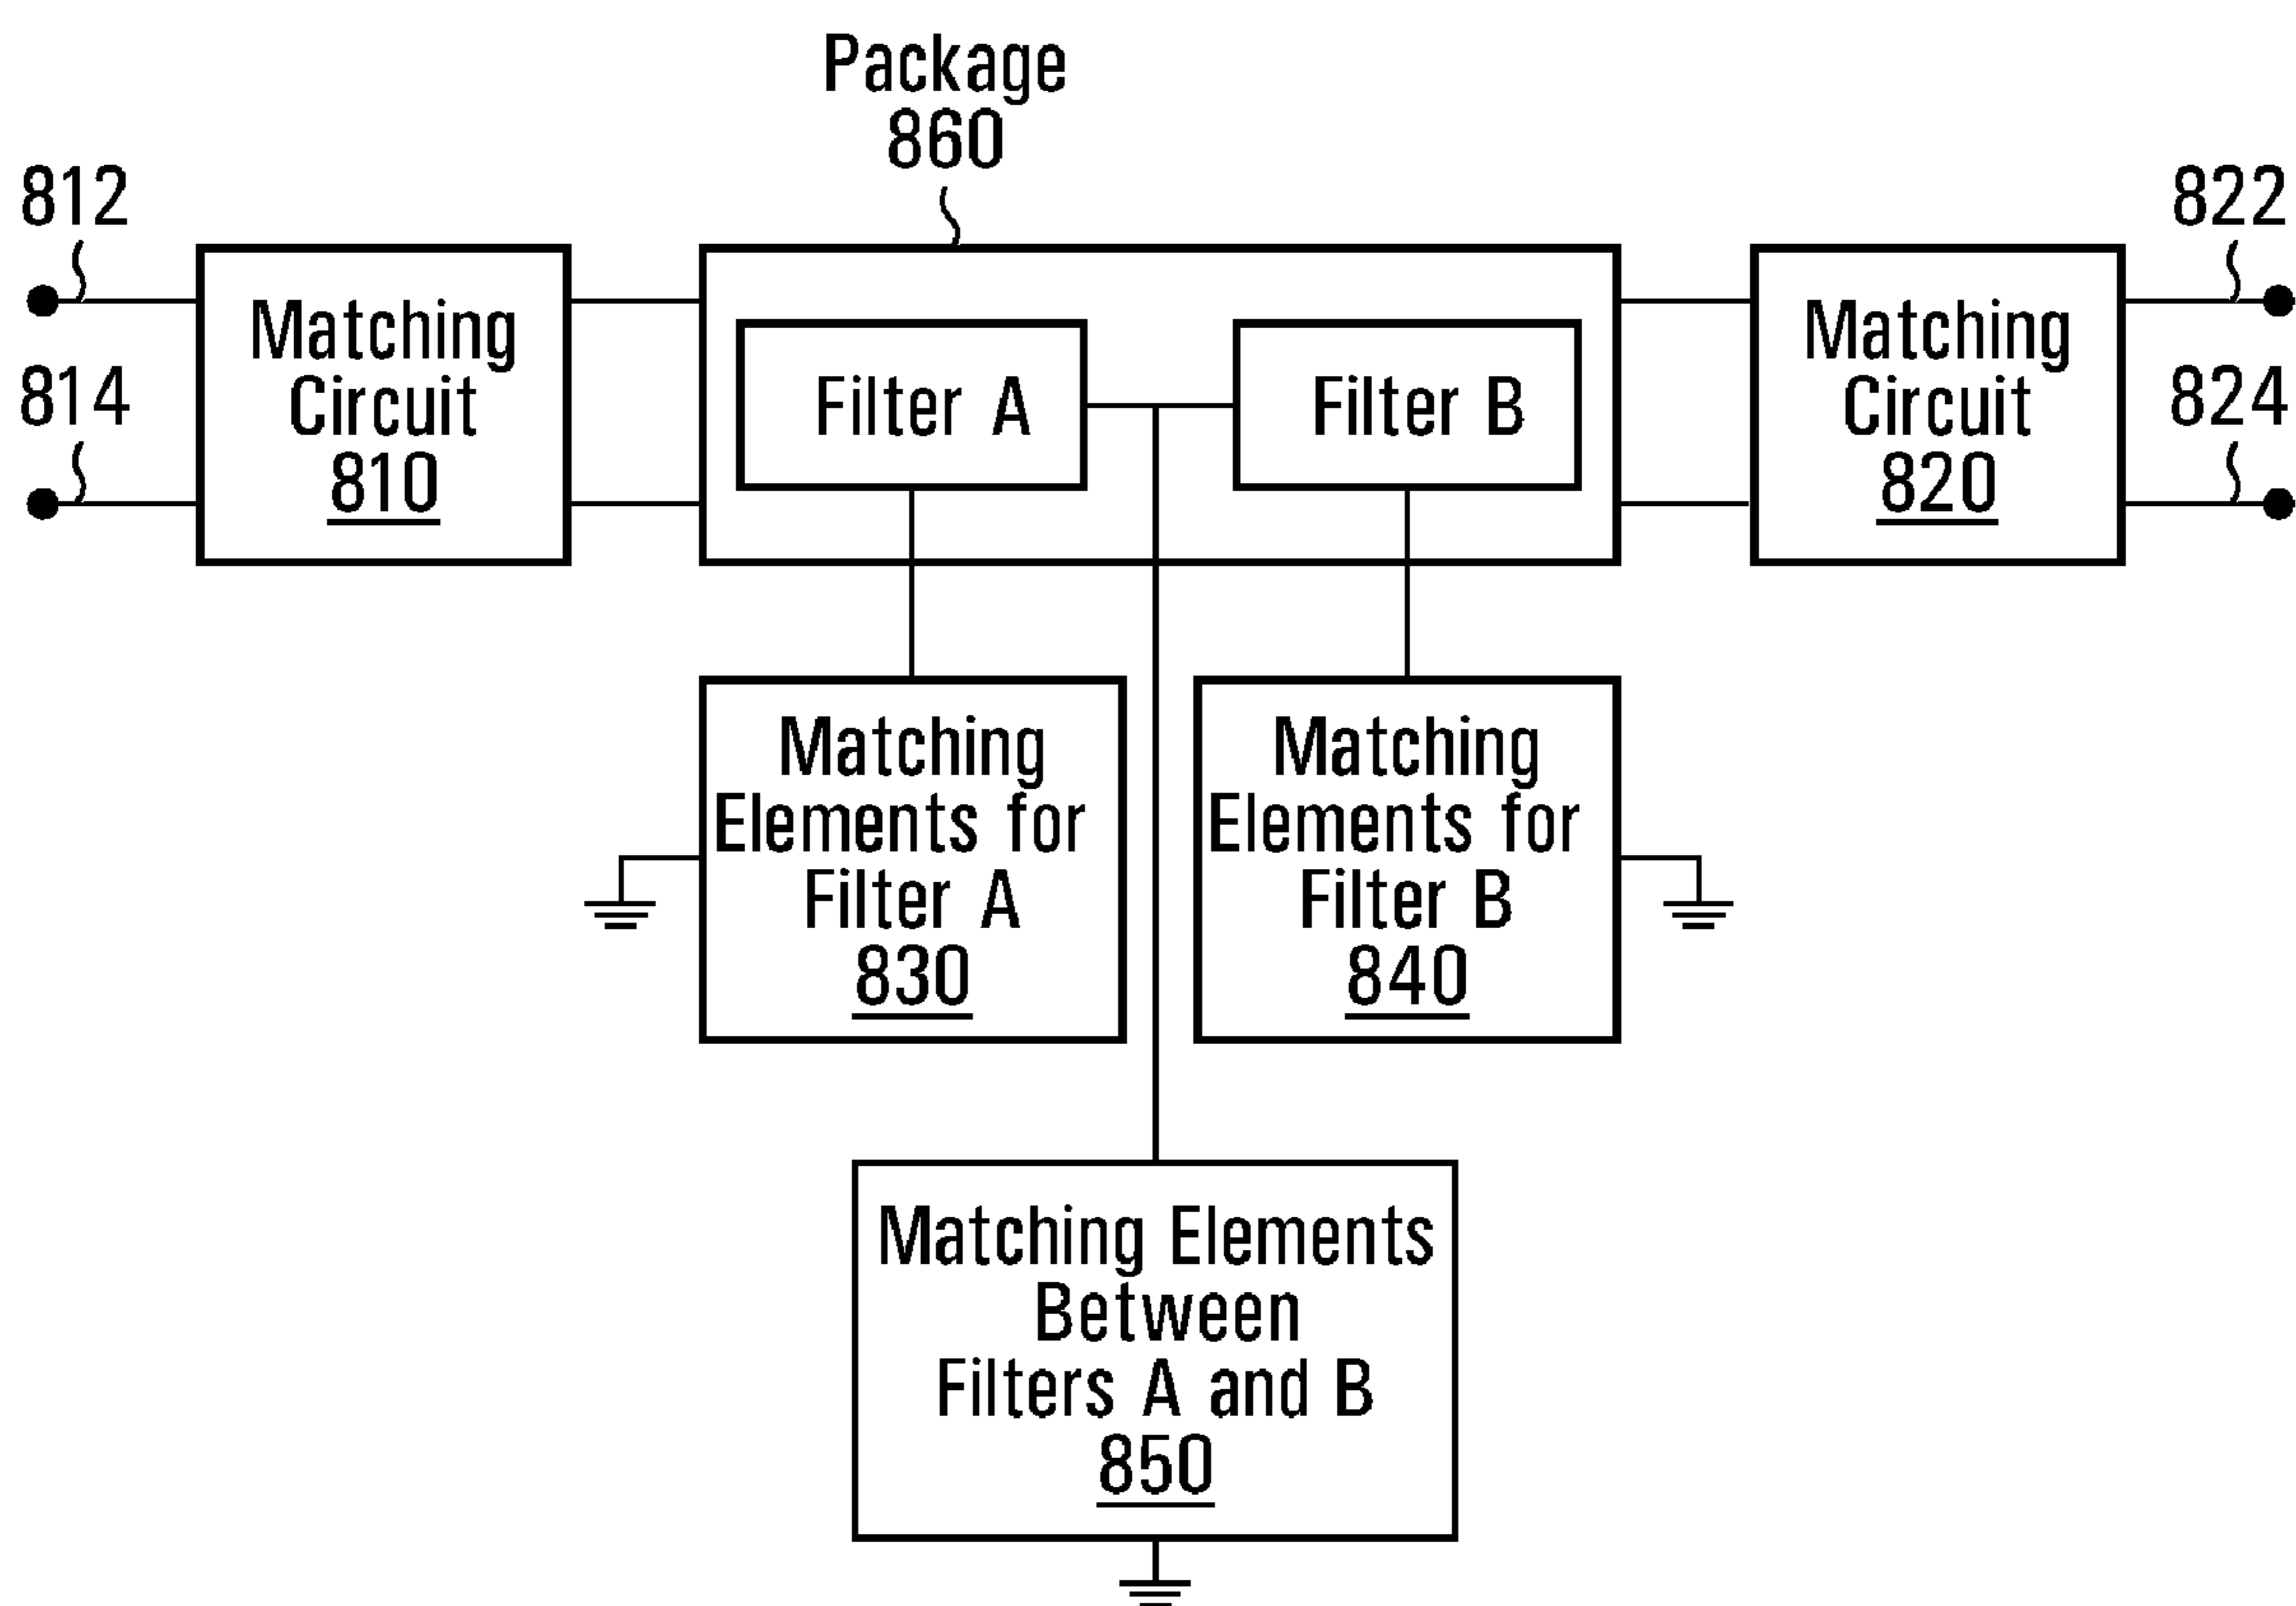 Package
860
812
822
814
824
Matching
Circuit
810
Filter A
Filter B
Matching
Circuit
820
Matching
Elements for
Filter A
830
Matching
Elements for
Filter B
840
Matching Elements
Between
Filters A and B
850